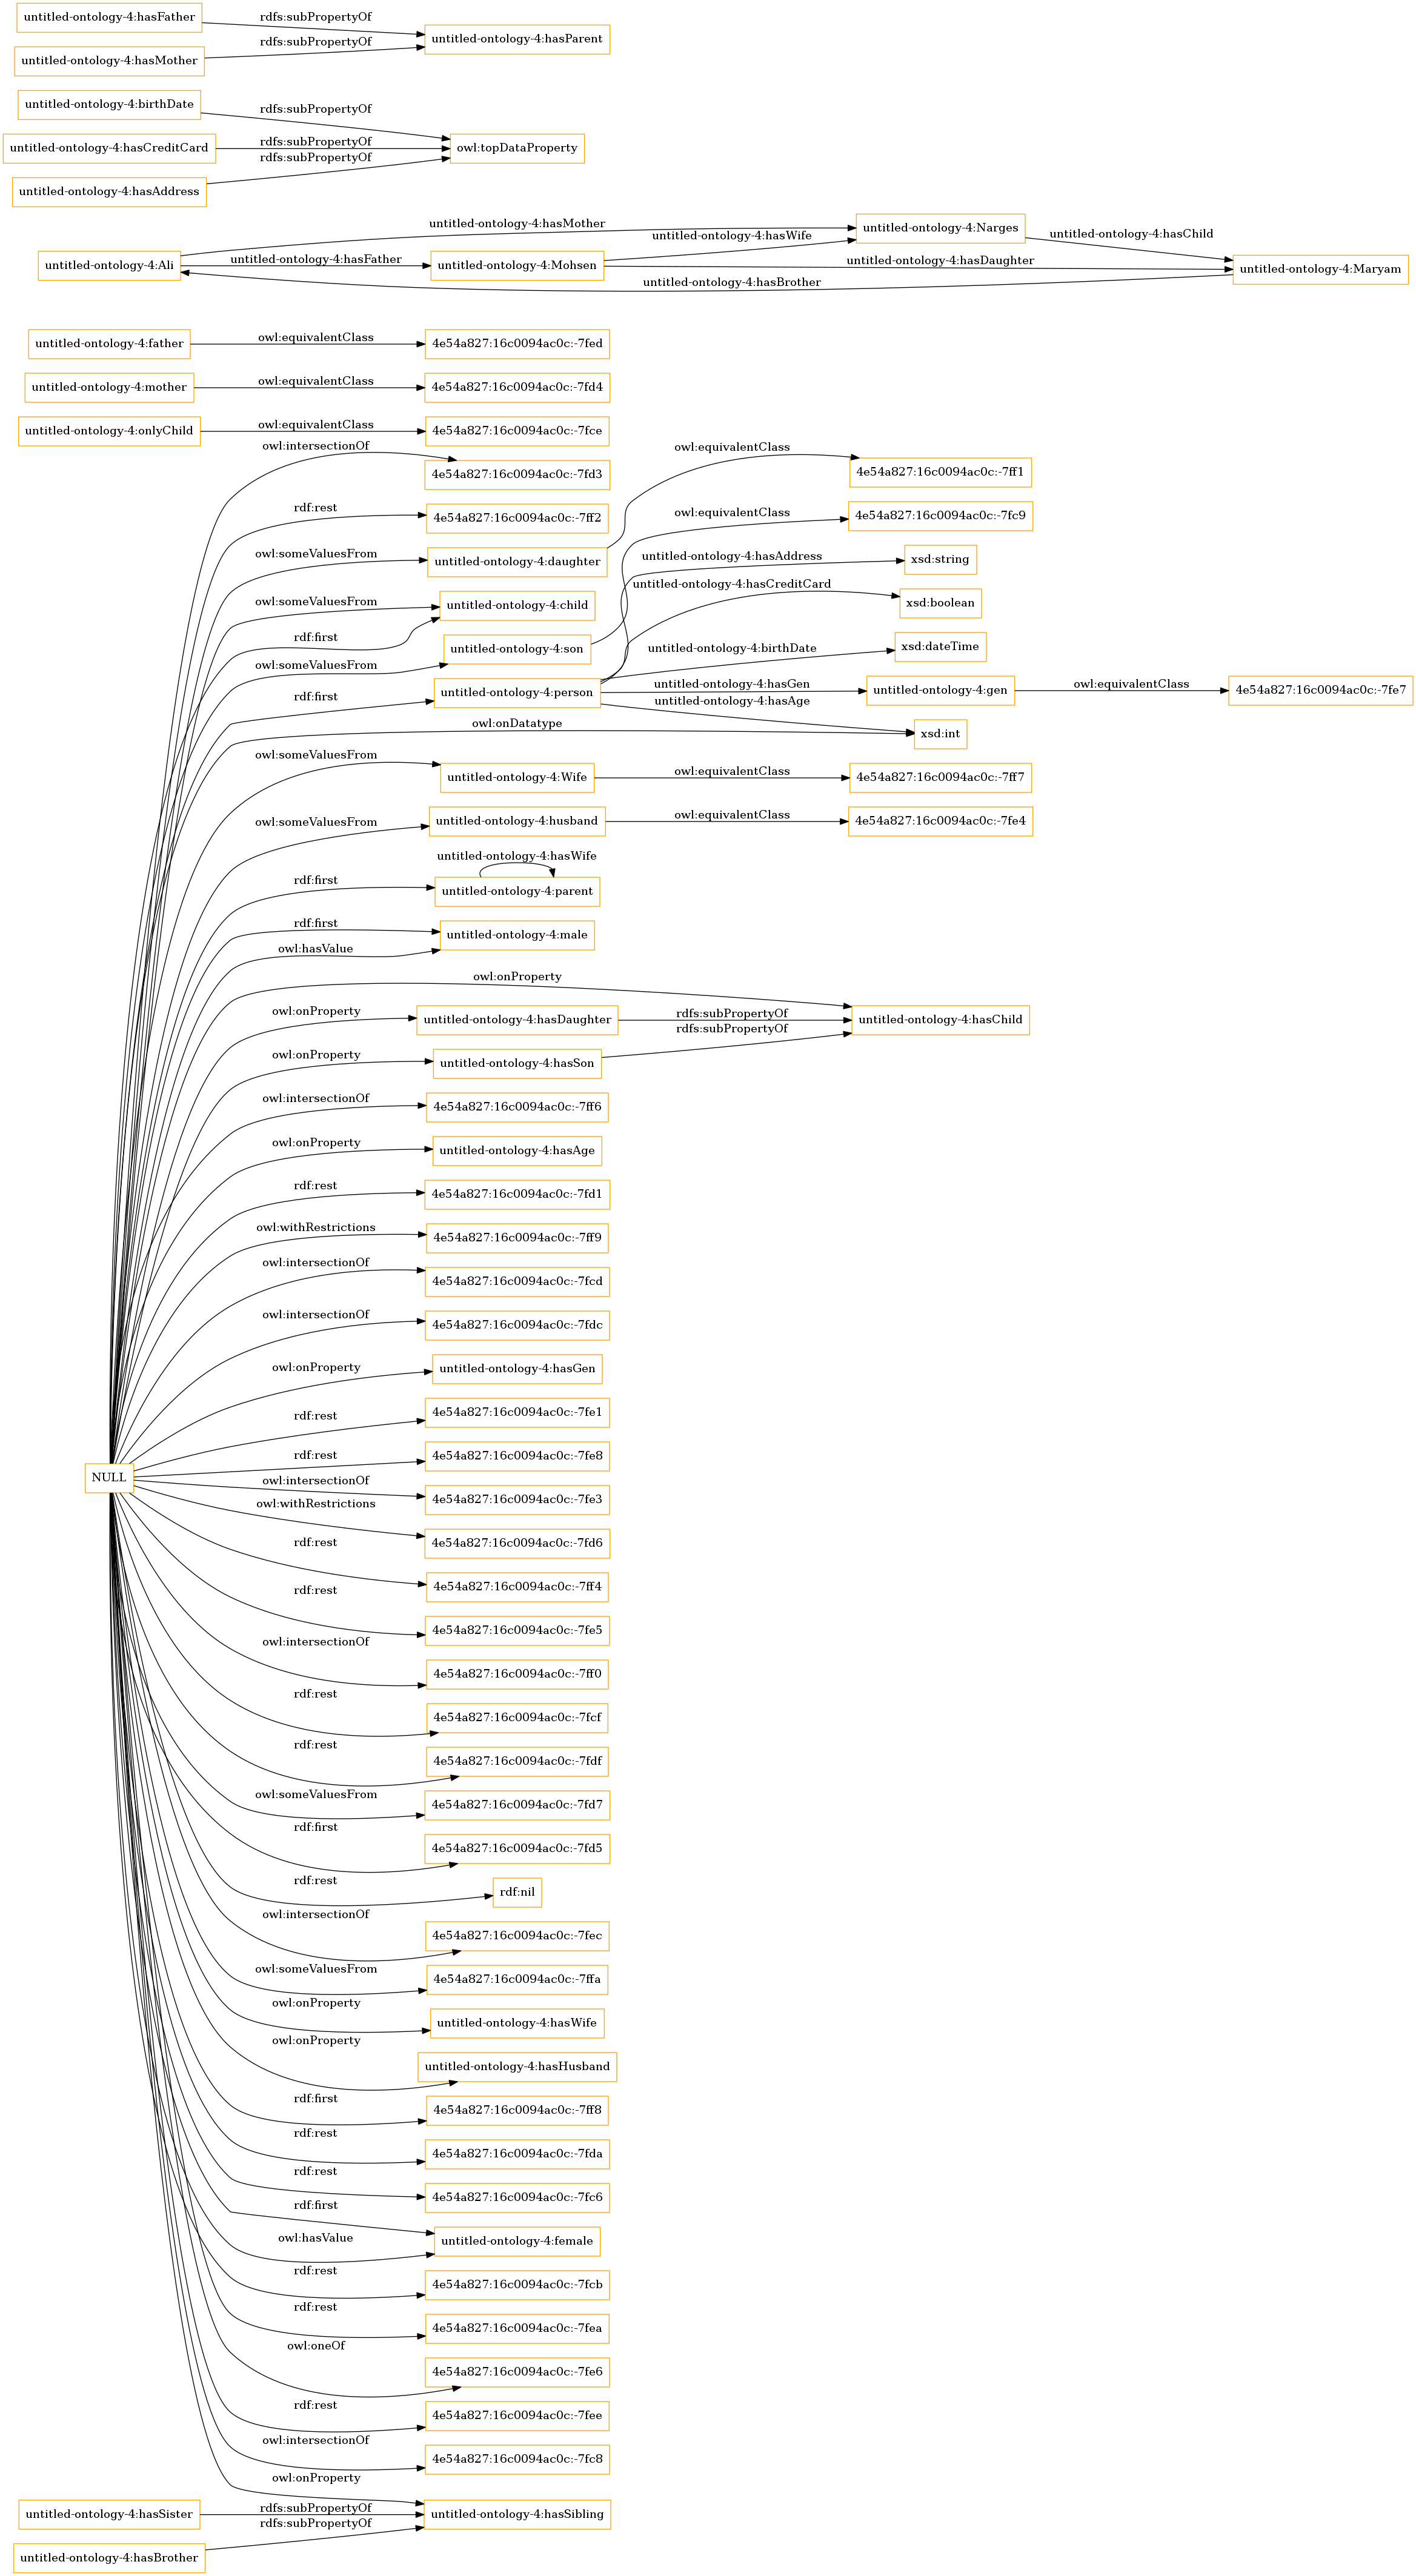 untitled-ontology-4:hasFather
rdfs:subPropertyOf
untitled-ontology-4:hasParent
rdfs:subPropertyOf
untitled-ontology-4:hasMother
untitled-ontology-4:birthDate
rdfs:subPropertyOf
untitled-ontology-4:hasCreditCard
rdfs:subPropertyOf
owl:topDataProperty
rdfs:subPropertyOf
untitled-ontology-4:hasAddress
untitled-ontology-4:hasMother
untitled-ontology-4:Narges
untitled-ontology-4:hasWife
untitled-ontology-4:hasChild
untitled-ontology-4:Ali
untitled-ontology-4:hasFather
untitled-ontology-4:Mohsen
untitled-ontology-4:hasDaughter
untitled-ontology-4:Maryam
untitled-ontology-4:hasBrother
untitled-ontology-4:father
owl:equivalentClass
4e54a827:16c0094ac0c:-7fed
untitled-ontology-4:mother
owl:equivalentClass
4e54a827:16c0094ac0c:-7fd4
untitled-ontology-4:onlyChild
owl:equivalentClass
4e54a827:16c0094ac0c:-7fce
owl:intersectionOf
4e54a827:16c0094ac0c:-7fd3
owl:equivalentClass
4e54a827:16c0094ac0c:-7ff1
rdf:rest
4e54a827:16c0094ac0c:-7ff2
owl:equivalentClass
4e54a827:16c0094ac0c:-7fc9
owl:someValuesFrom
untitled-ontology-4:daughter
untitled-ontology-4:hasAddress
xsd:string
owl:someValuesFrom
untitled-ontology-4:child
untitled-ontology-4:hasCreditCard
xsd:boolean
rdf:first
untitled-ontology-4:son
untitled-ontology-4:birthDate
xsd:dateTime
owl:someValuesFrom
rdf:first
untitled-ontology-4:person
untitled-ontology-4:hasGen
untitled-ontology-4:gen
owl:equivalentClass
4e54a827:16c0094ac0c:-7fe7
untitled-ontology-4:hasAge
owl:onDatatype
xsd:int
owl:someValuesFrom
untitled-ontology-4:Wife
owl:equivalentClass
4e54a827:16c0094ac0c:-7ff7
owl:someValuesFrom
untitled-ontology-4:husband
owl:equivalentClass
4e54a827:16c0094ac0c:-7fe4
untitled-ontology-4:hasWife
rdf:first
untitled-ontology-4:parent
rdf:first
untitled-ontology-4:male
owl:hasValue
owl:onProperty
owl:onProperty
untitled-ontology-4:hasDaughter
rdfs:subPropertyOf
untitled-ontology-4:hasChild
rdfs:subPropertyOf
owl:onProperty
untitled-ontology-4:hasSon
owl:intersectionOf
4e54a827:16c0094ac0c:-7ff6
owl:onProperty
untitled-ontology-4:hasAge
rdf:rest
4e54a827:16c0094ac0c:-7fd1
owl:withRestrictions
4e54a827:16c0094ac0c:-7ff9
owl:intersectionOf
4e54a827:16c0094ac0c:-7fcd
owl:intersectionOf
4e54a827:16c0094ac0c:-7fdc
owl:onProperty
untitled-ontology-4:hasGen
rdf:rest
4e54a827:16c0094ac0c:-7fe1
rdf:rest
4e54a827:16c0094ac0c:-7fe8
NULL
owl:intersectionOf
4e54a827:16c0094ac0c:-7fe3
owl:withRestrictions
4e54a827:16c0094ac0c:-7fd6
rdf:rest
4e54a827:16c0094ac0c:-7ff4
rdf:rest
4e54a827:16c0094ac0c:-7fe5
owl:intersectionOf
4e54a827:16c0094ac0c:-7ff0
rdf:rest
4e54a827:16c0094ac0c:-7fcf
rdf:rest
4e54a827:16c0094ac0c:-7fdf
owl:someValuesFrom
4e54a827:16c0094ac0c:-7fd7
rdf:first
4e54a827:16c0094ac0c:-7fd5
rdf:rest
rdf:nil
owl:intersectionOf
4e54a827:16c0094ac0c:-7fec
owl:someValuesFrom
4e54a827:16c0094ac0c:-7ffa
owl:onProperty
untitled-ontology-4:hasWife
owl:onProperty
untitled-ontology-4:hasHusband
rdf:first
4e54a827:16c0094ac0c:-7ff8
rdf:rest
4e54a827:16c0094ac0c:-7fda
rdf:rest
4e54a827:16c0094ac0c:-7fc6
rdf:first
owl:hasValue
untitled-ontology-4:female
rdf:rest
4e54a827:16c0094ac0c:-7fcb
rdf:rest
4e54a827:16c0094ac0c:-7fea
owl:oneOf
4e54a827:16c0094ac0c:-7fe6
rdf:rest
4e54a827:16c0094ac0c:-7fee
owl:intersectionOf
4e54a827:16c0094ac0c:-7fc8
owl:onProperty
untitled-ontology-4:hasSister
rdfs:subPropertyOf
untitled-ontology-4:hasSibling
rdfs:subPropertyOf
untitled-ontology-4:hasBrother